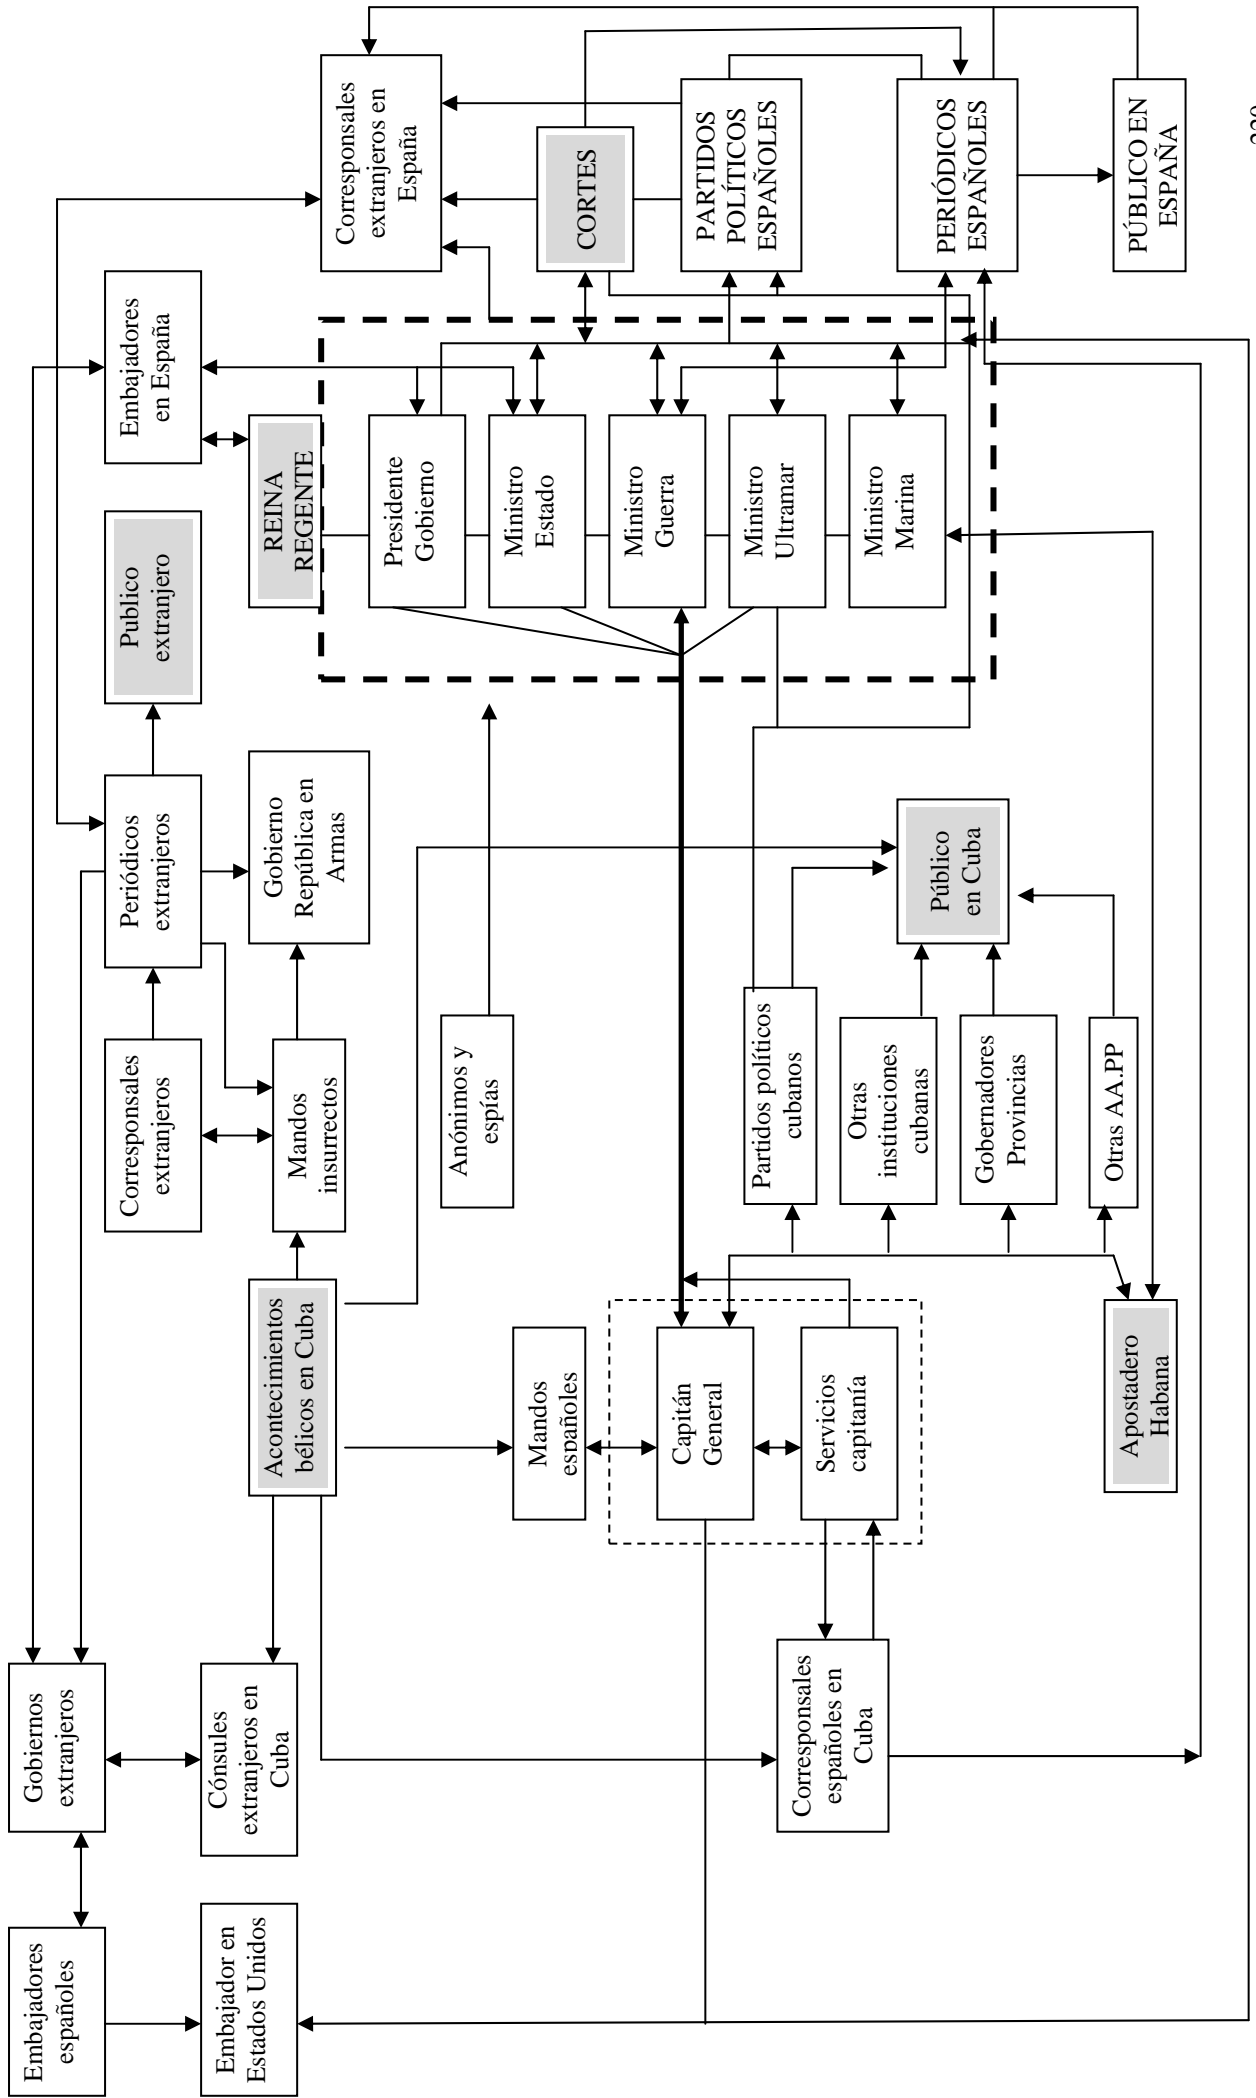 Embajadores
españoles
Gobiernos
extranjeros
Corresponsales
extranjeros
Periódicos
extranjeros
Publico
extranjero
Embajadores
en España
Embajador en
Estados Unidos
Cónsules
extranjeros en
Cuba
Acontecimientos
bélicos en Cuba
Mandos
insurrectos
Gobierno
República en
Armas
REINA
REGENTE
Corresponsales
extranjeros en
España
Presidente
Gobierno
Anónimos y
espías
Mandos
españoles
Ministro
Estado
CORTES
Capitán
General
Ministro
Guerra
PARTIDOS
POLÍTICOS
ESPAÑOLES
Partidos políticos
cubanos
Ministro
Ultramar
Corresponsales
españoles en
Cuba
Servicios
capitanía
Otras
instituciones
cubanas
Ministro
Marina
Público
en Cuba
PERIÓDICOS
ESPAÑOLES
Gobernadores
Provincias
Otras AA.PP
Apostadero
Habana
PÚBLICO EN
ESPAÑA